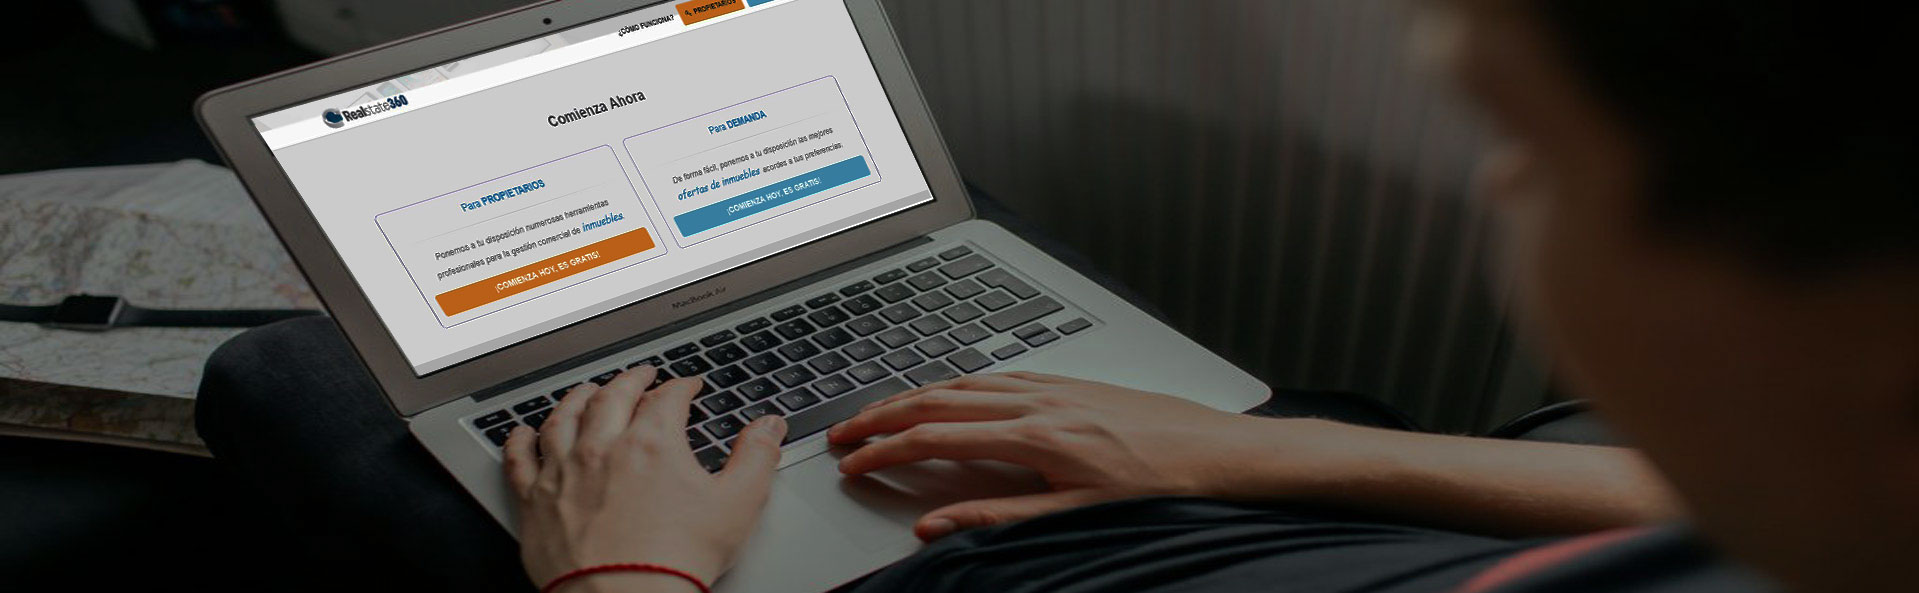 ¿CÓMO FUNCIONA?
PROPIETARIOS
Realstate360
Comienza Ahora
Para PROPIETARIOS
Ponemos a tu disposición numerosas herramientas
profesionales para la gestión comercial de inmuebles.
¡COMIENZA HOY, ES GRATIS!
Para DEMANDA
De forma fácil, ponemos a tu disposición las mejores
ofertas de inmuebles acordes a tus preferencias.
¡COMIENZA HOY, ES GRATIS!
MacBook Air